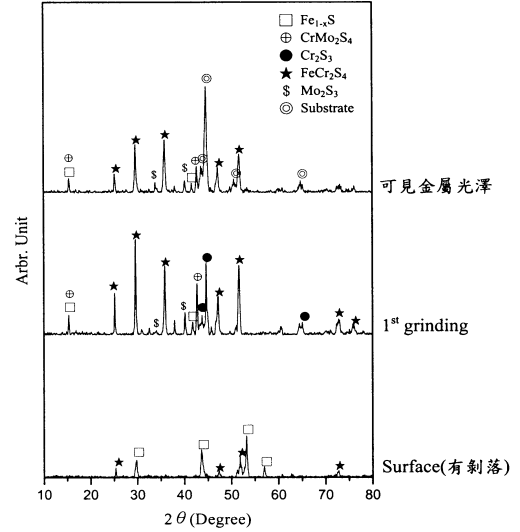 Fe1-xS
CrMo2S4
Cr2S3
FeCr2S4
$ Mo2S3
Substrate
$
$
可見金屬光澤
Arbr. Unit
$
$
1st grinding
Surface(有剝落)
10 20 30 40 50 60 70 80
2θ(Degree)